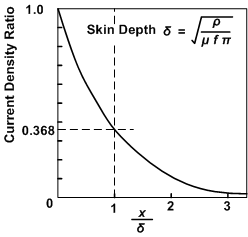 1.0
Skin Depth δ = √ρ/μ f π
Current Density Ratio
0.368
0
1
2
3
x/δ